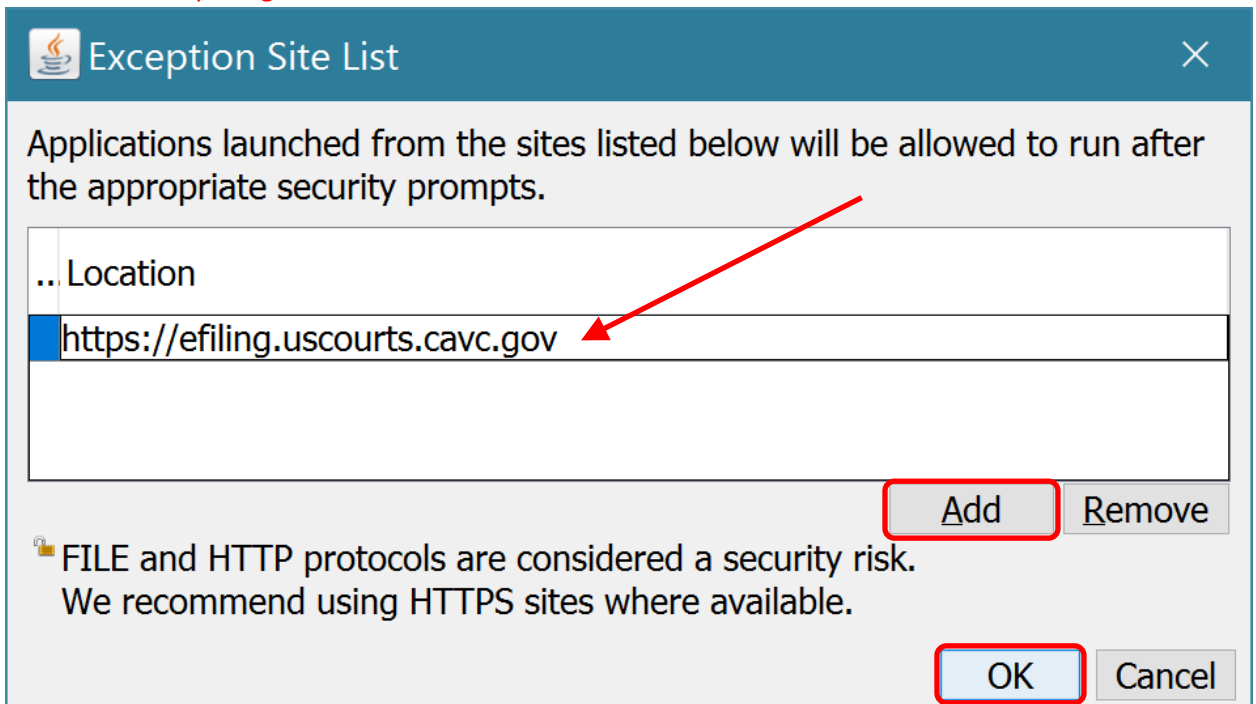 Exception Site List
Applications launched from the sites listed below will be allowed to run after
the appropriate security prompts.
... Location
https://efiling.uscourts.cavc.gov
Add Remove
FILE and HTTP protocols are considered a security risk.
We recommend using HTTPS sites where available.
OK Cancel